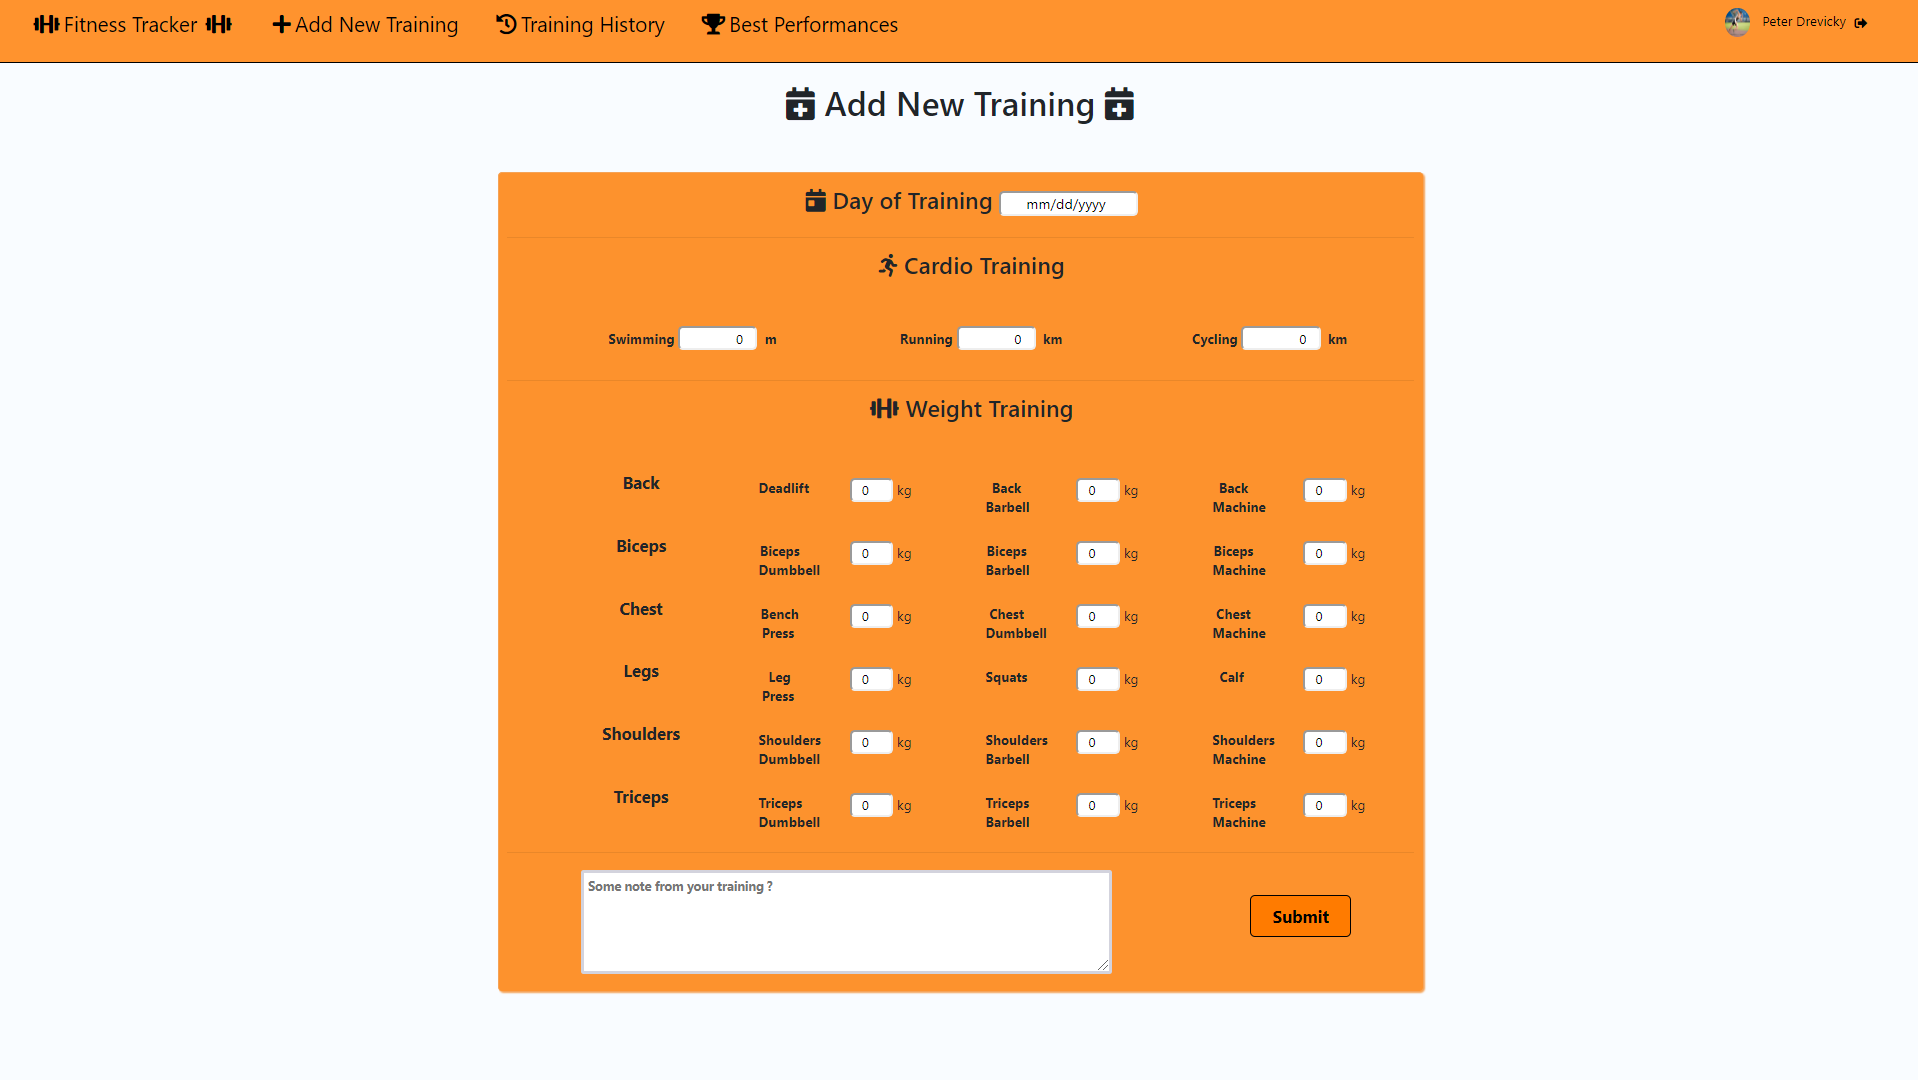 Fitness Tracker Add New Training Training History Best Performances Peter Drevicky
Add New Training
Day of Training mm/dd/yyyy
Cardio Training
Swimming 0 m Running 0 km Cycling 0 km
Weight Training
Back Deadlift 0 kg Back Barbell 0 kg Back Machine 0 kg
Biceps Biceps Dumbbell 0 kg Biceps Barbell 0 kg Biceps Machine 0 kg
Chest Bench Press 0 kg Chest Dumbbell 0 kg Chest Machine 0 kg
Legs Leg Press 0 kg Squats 0 kg Calf 0 kg
Shoulders Shoulders Dumbbell 0 kg Shoulders Barbell 0 kg Shoulders Machine 0 kg
Triceps Triceps Dumbbell 0 kg Triceps Barbell 0 kg Triceps Machine 0 kg
Some note from your training ?
Submit